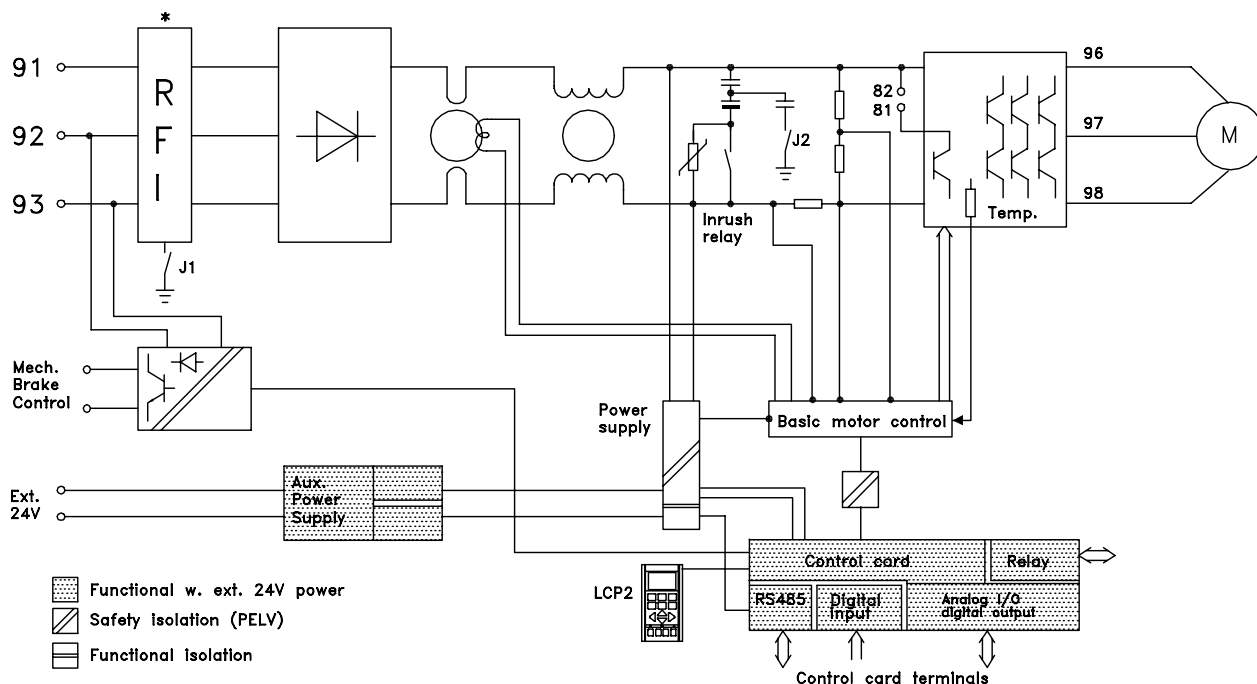 *
91
92
93
R
F
I
J1
82
81
J2
Inrush
relay
Temp.
96
97
98
M
Mech.
Brake
Control
Power
supply
Basic motor control
Ext.
24V
Aux.
Power
Supply
Control card
Relay
LCP2
RS485
Digital
Input
Analog I/O
digital output
Control card terminals
Functional w. ext. 24V power
Safety isolation (PELV)
Functional isolation